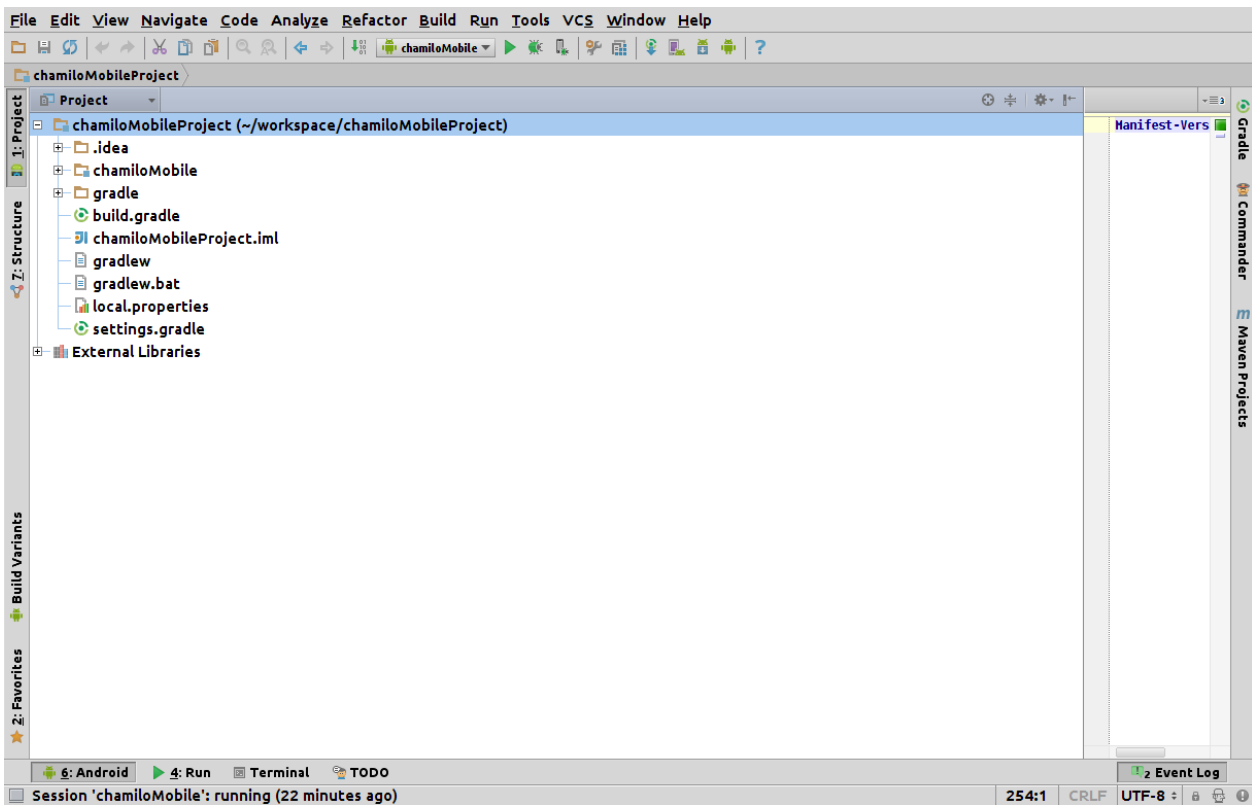 File Edit View Navigate Code Analyze Refactor Build Run Tools VCS Window Help
chamiloMobile
?
chamiloMobileProject
1: Project
Project
3
chamiloMobileProject (~/workspace/chamiloMobileProject)
Manifest-Vers
.idea
chamiloMobile
gradle
build.gradle
chamiloMobileProject.iml
gradlew
gradlew.bat
local.properties
settings.gradle
External Libraries
7: Structure
Build Variants
2: Favorites
Gradle
Commander
m Maven Projects
6: Android 4: Run Terminal TODO 2 Event Log
Session 'chamiloMobile': running (22 minutes ago) 254:1 CRLF UTF-8